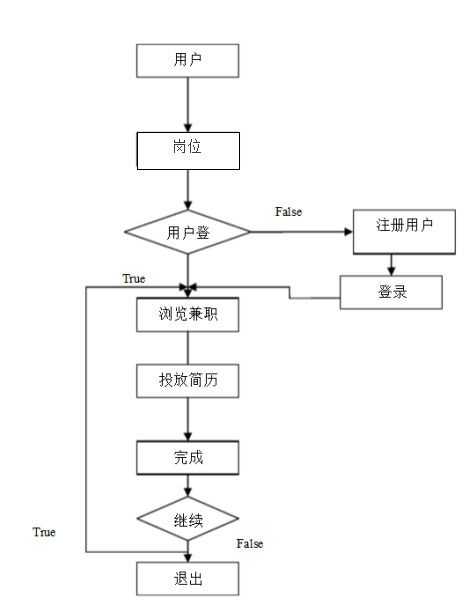 用户
岗位
False
用户登
注册用户
True
登录
浏览兼职
投放简历
完成
继续
True
False
退出